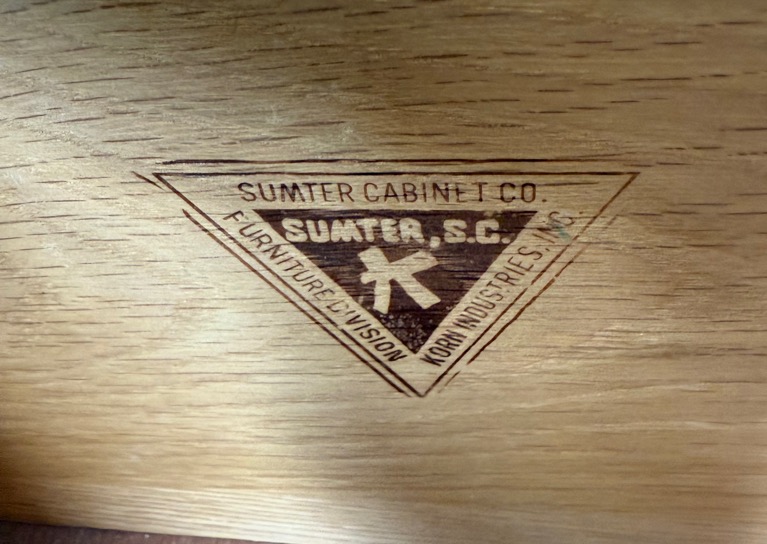 SUMTER CABINET CO.
SUMTER, S.C.
K
FURNITURE DIVISION
KORN INDUSTRIES, INC.